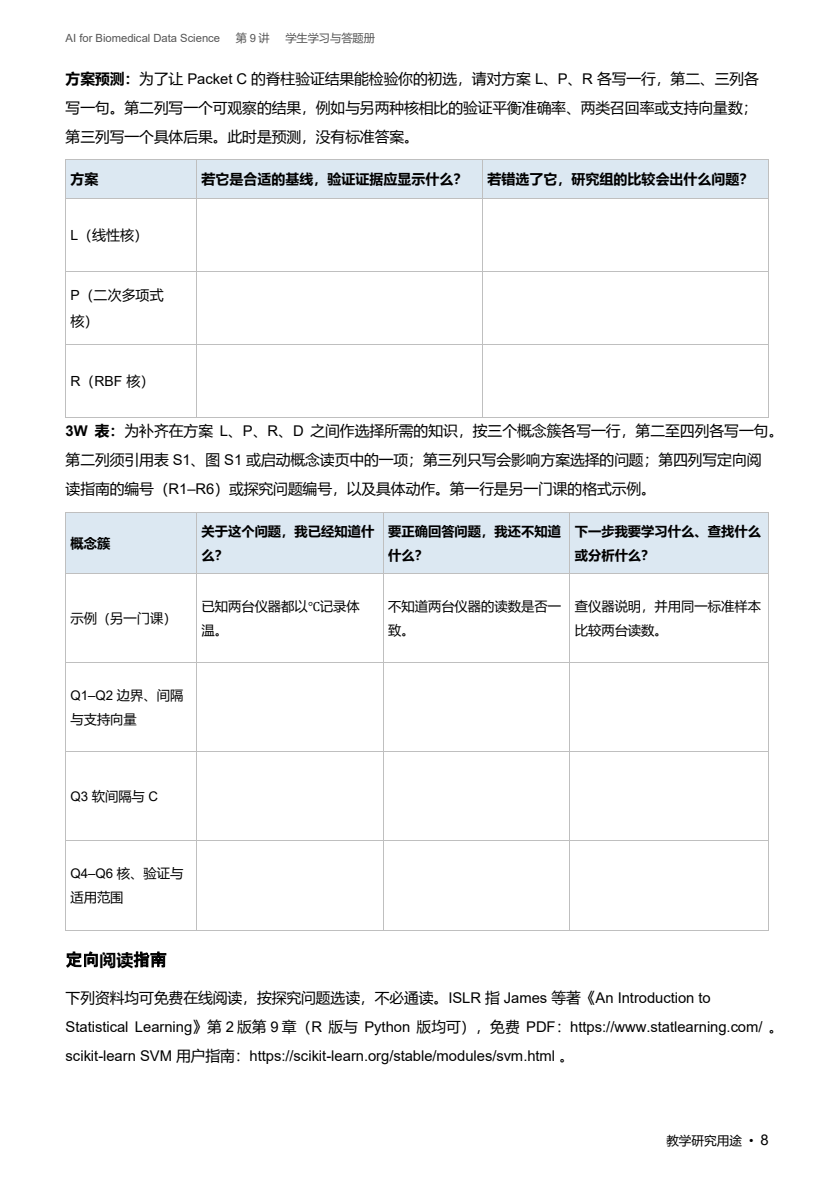 AI for Biomedical Data Science 第 9 讲 学生学习与答题册
方案预测：为了让 Packet C 的脊柱验证结果能检验你的初选，请对方案 L、P、R 各写一行，第二、三列各
写一句。第二列写一个可观察的结果，例如与另两种核相比的验证平衡准确率、两类召回率或支持向量数；
第三列写一个具体后果。此时是预测，没有标准答案。
方案 若它是合适的基线，验证证据应显示什么？ 若错选了它，研究组的比较会出什么问题？
L（线性核）
P（二次多项式
核）
R（RBF 核）
3W 表：为补齐在方案 L、P、R、D 之间作选择所需的知识，按三个概念簇各写一行，第二至四列各写一句。
第二列须引用表 S1、图 S1 或启动概念读页中的一项；第三列只写会影响方案选择的问题；第四列写定向阅
读指南的编号（R1–R6）或探究问题编号，以及具体动作。第一行是另一门课的格式示例。
概念簇
关于这个问题，我已经知道什
么？
要正确回答问题，我还不知道
什么？
下一步我要学习什么、查找什么
或分析什么？
示例（另一门课）
已知两台仪器都以℃记录体
温。
不知道两台仪器的读数是否一
致。
查仪器说明，并用同一标准样本
比较两台读数。
Q1–Q2 边界、间隔
与支持向量
Q3 软间隔与 C
Q4–Q6 核、验证与
适用范围
定向阅读指南
下列资料均可免费在线阅读，按探究问题选读，不必通读。ISLR 指 James 等著《An Introduction to
Statistical Learning》第 2 版第 9 章（R 版与 Python 版均可），免费 PDF：https://www.statlearning.com/ 。
scikit-learn SVM 用户指南：https://scikit-learn.org/stable/modules/svm.html 。
教学研究用途 • 8